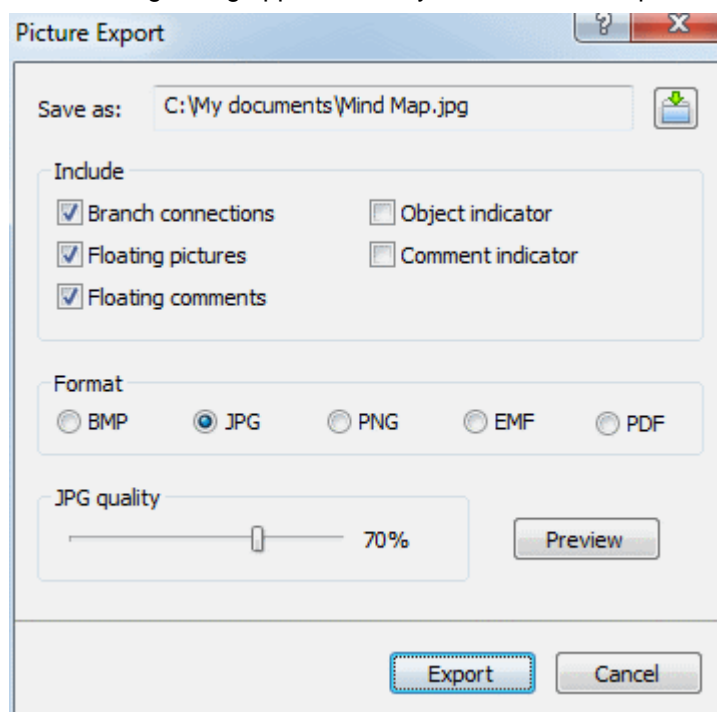 Picture Export
Save as: C:\My documents\Mind Map.jpg
Include
Branch connections Object indicator
Floating pictures Comment indicator
Floating comments
Format
BMP JPG PNG EMF PDF
JPG quality
70% Preview
Export Cancel